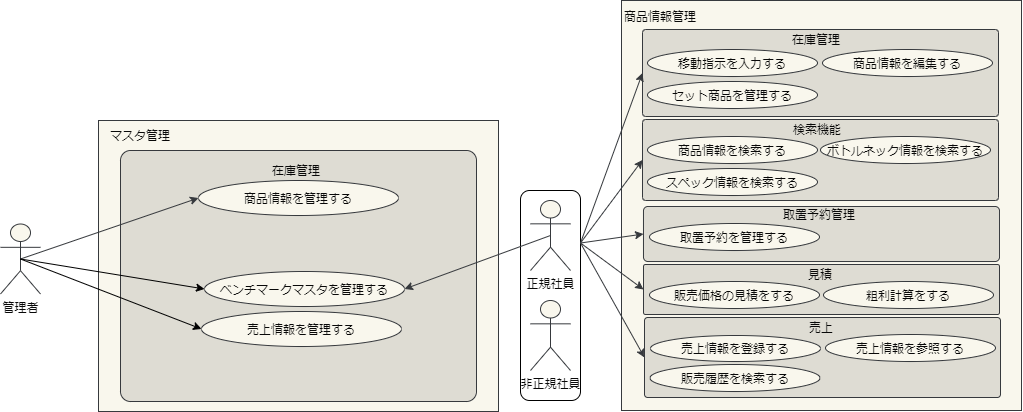 商品情報管理
在庫管理
移動指示を入力する
商品情報を編集する
セット商品を管理する
検索機能
商品情報を検索する
ボトルネック情報を検索する
スペック情報を検索する
取置予約管理
取置予約を管理する
見積
販売価格の見積をする
粗利計算をする
売上
売上情報を登録する
売上情報を参照する
販売履歴を検索する
マスタ管理
在庫管理
商品情報を管理する
ベンチマークマスタを管理する
売上情報を管理する
管理者
正規社員
非正規社員